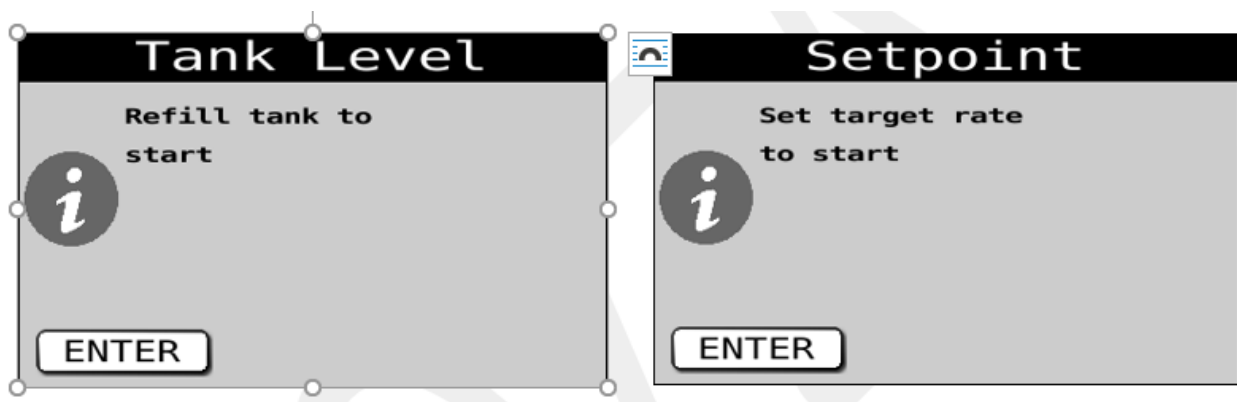 Tank Level
Refill tank to
start
i
ENTER
Setpoint
Set target rate
to start
i
ENTER